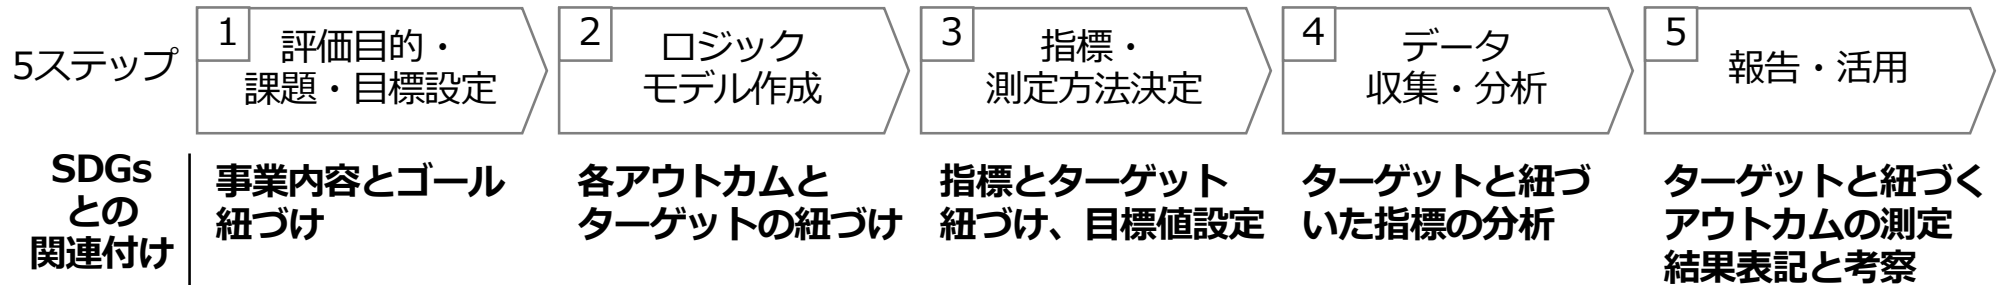 5ステップ
1
評価目的・
課題・目標設定
2
ロジック
モデル作成
3
指標・
測定方法決定
4
データ
収集・分析
5
報告・活用
SDGs
との
関連付け
事業内容とゴール
紐づけ
各アウトカムと
ターゲットの紐づけ
指標とターゲット
紐づけ、目標値設定
ターゲットと紐づ
いた指標の分析
ターゲットと紐づく
アウトカムの測定
結果表記と考察